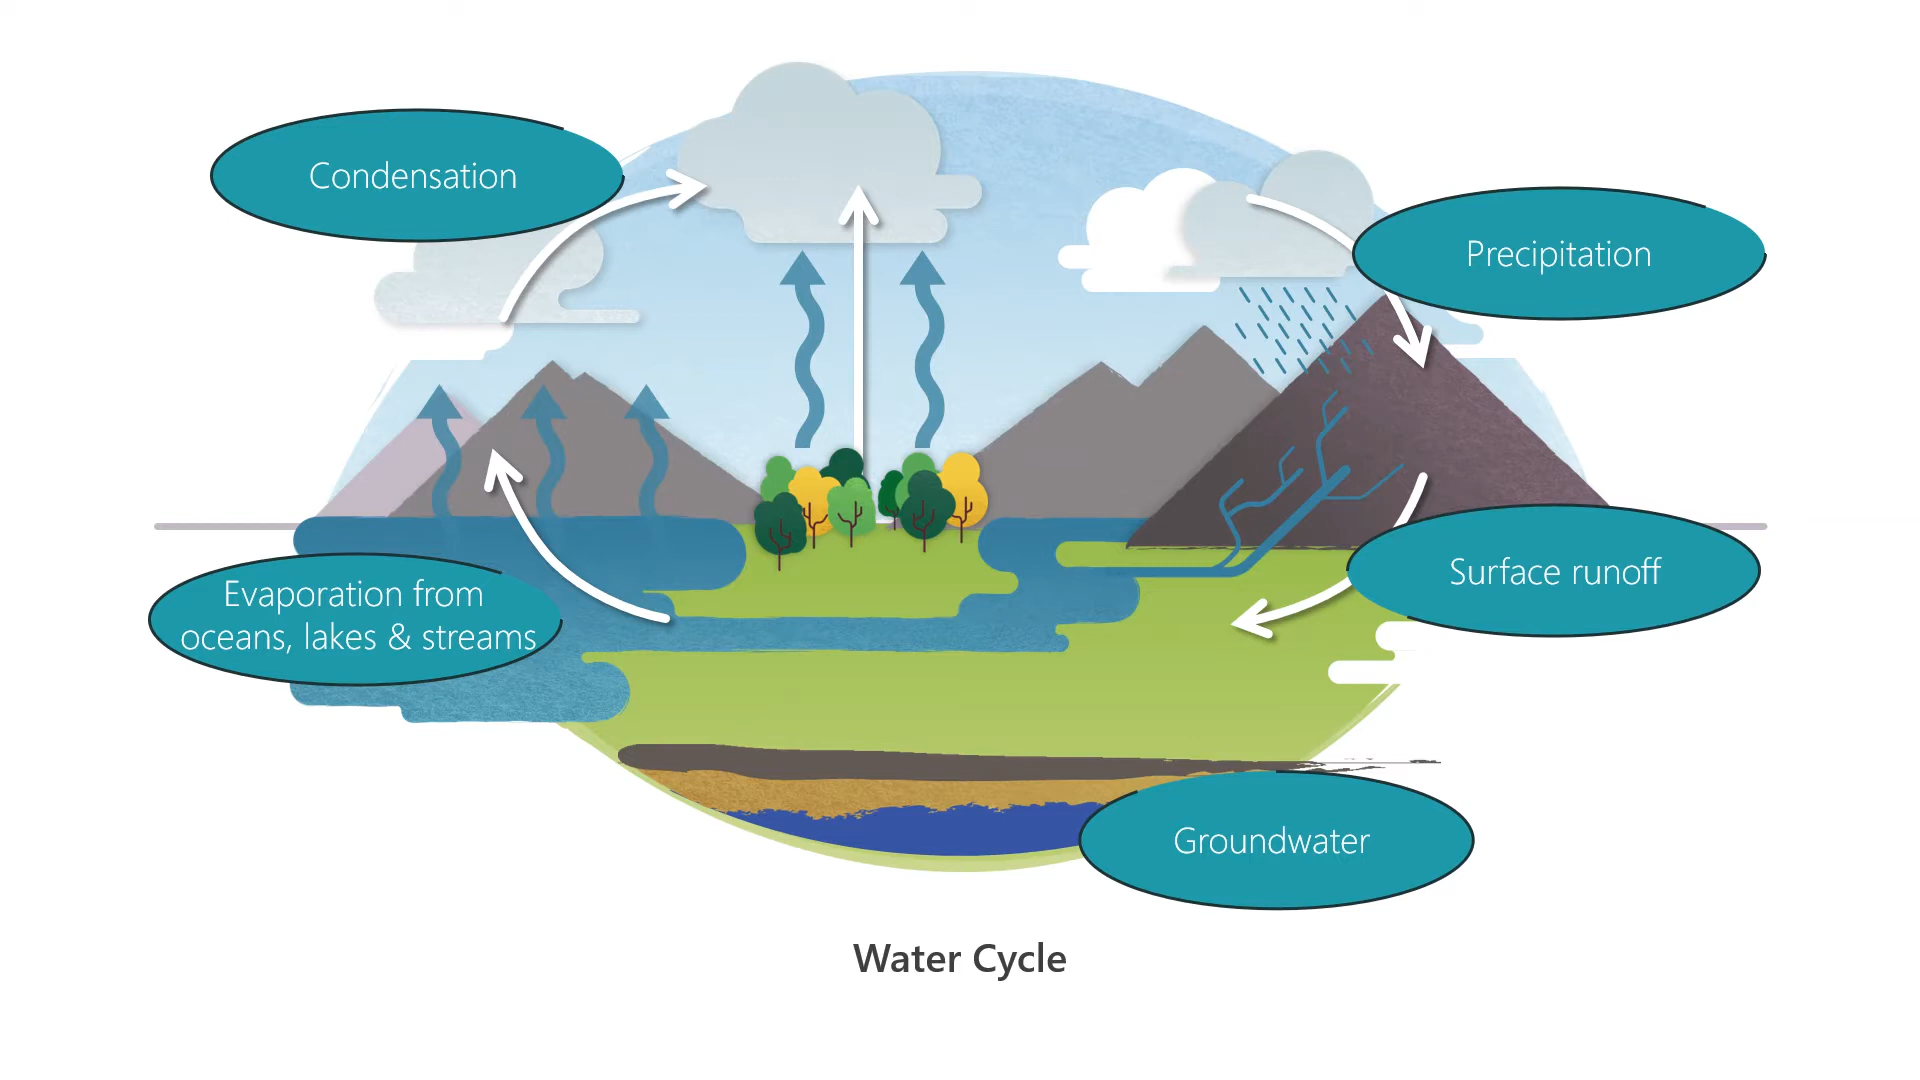 Condensation
Precipitation
Evaporation from
oceans, lakes & streams
Surface runoff
Groundwater
Water Cycle